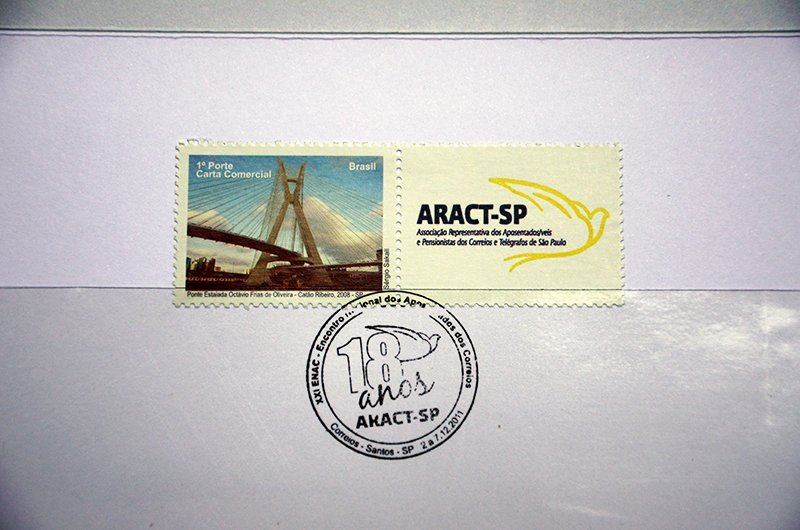 1º Porte
Carta Comercial
Brasil
Sérgio Sakall
Ponte Estaiada Octávio Frias de Oliveira - Catão Ribeiro, 2008 - SP
ARACT-SP
Associação Representativa dos Aposentados/veis
e Pensionistas dos Correios e Telégrafos de São Paulo
XXI ENAC - Encontro dos dos Correios
18
anos
ARACT-SP
Correios - Santos - SP 2 a 7.12.2011